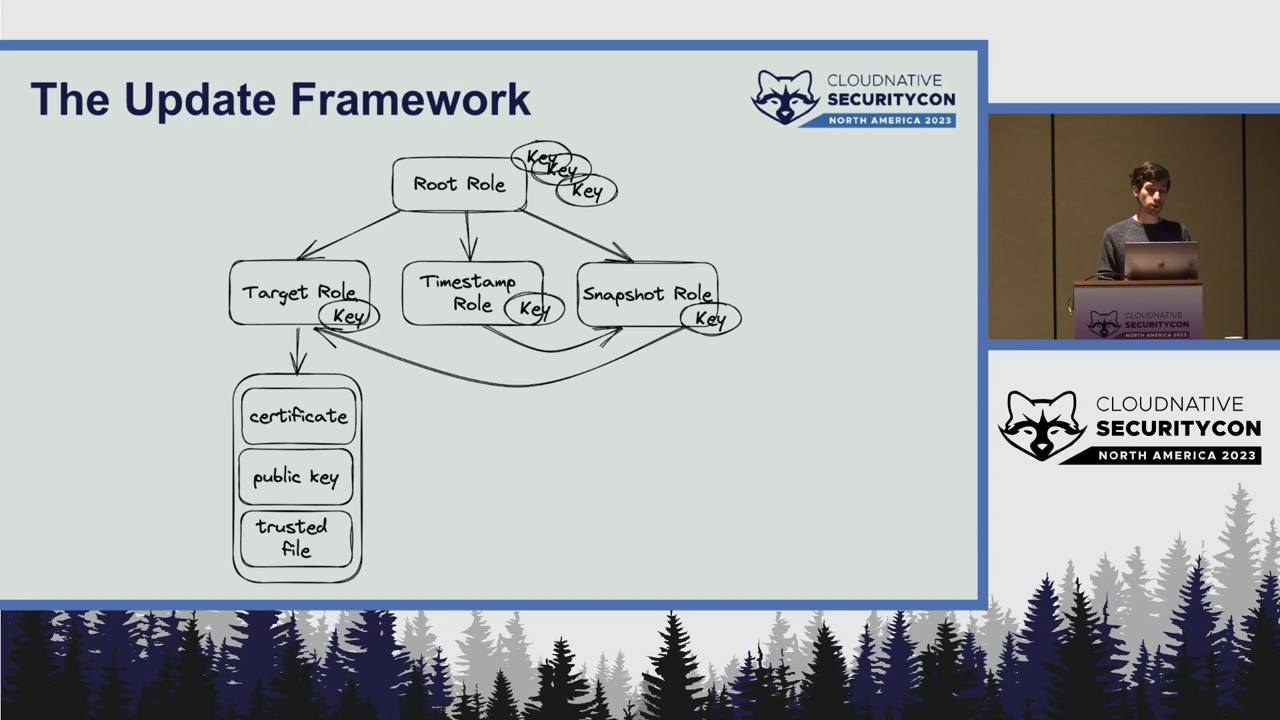 The Update Framework
CLOUDNATIVE
SECURITYCON
NORTH AMERICA 2023
Key
Key
Key
Root Role
Target Role
Key
Timestamp
Role
Key
Snapshot Role
Key
certificate
public key
trusted
file
CLOUDNATIVE
SECURITYCON
NORTH AMERICA 2023
CLOUDNATIVE
SECURITYCON
NORTH AMERICA 2023